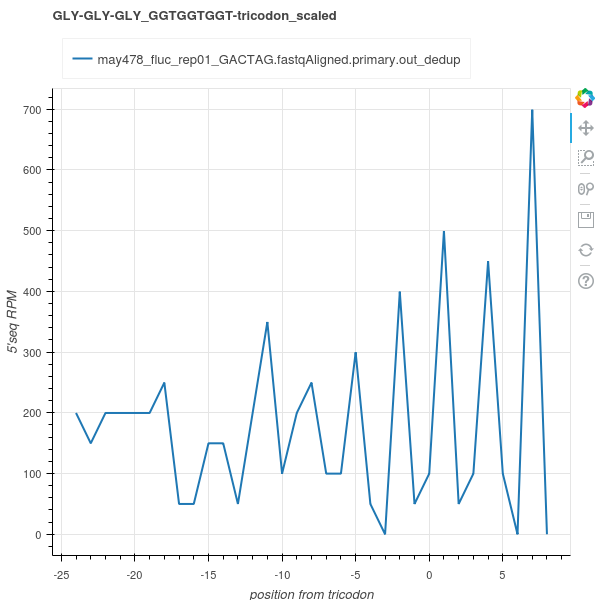 GLY-GLY-GLY_GGTGGTGGT-tricodon_scaled
may478_fluc_rep01_GACTAG.fastqAligned.primary.out_dedup
700
600
500
400
300
200
100
0
5'seq RPM
-25 -20 -15 -10 -5 0 5
position from tricodon